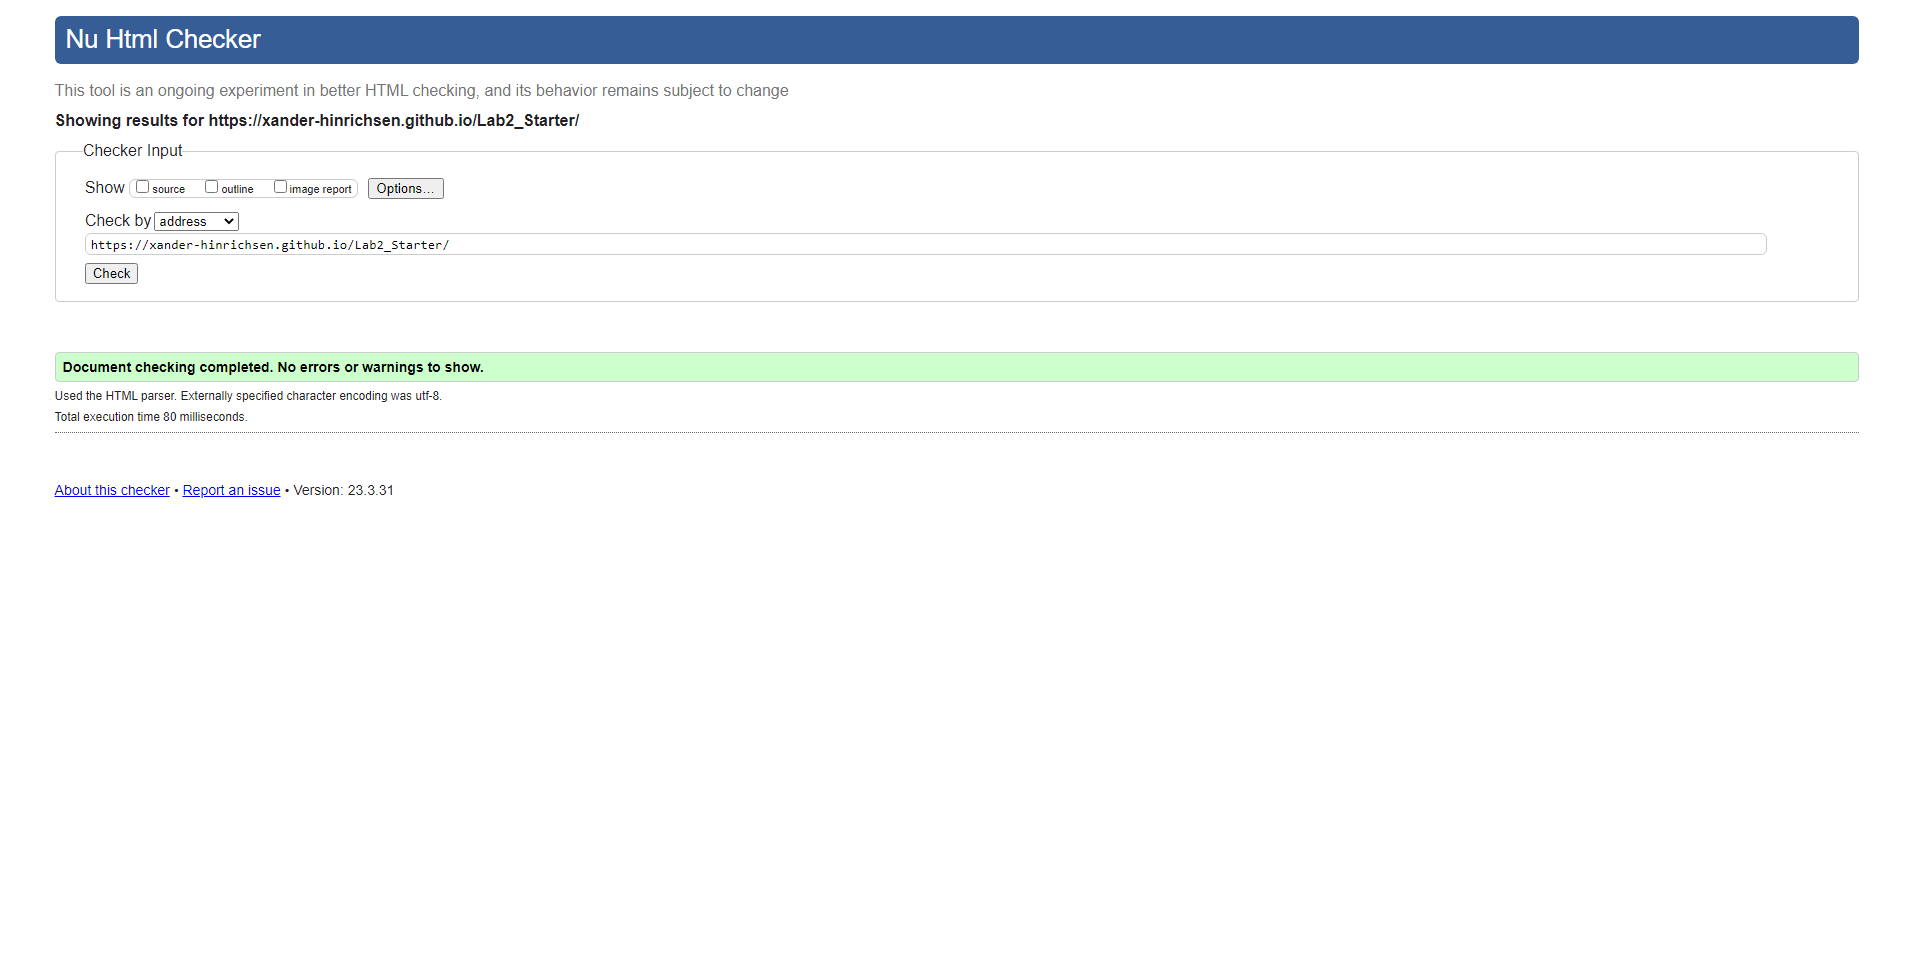 Nu Html Checker
This tool is an ongoing experiment in better HTML checking, and its behavior remains subject to change
Showing results for https://xander-hinrichsen.github.io/Lab2_Starter/
Checker Input
Show source outline image report Options...
Check by address
https://xander-hinrichsen.github.io/Lab2_Starter/
Check
Document checking completed. No errors or warnings to show.
Used the HTML parser. Externally specified character encoding was utf-8.
Total execution time 80 milliseconds.
About this checker • Report an issue • Version: 23.3.31